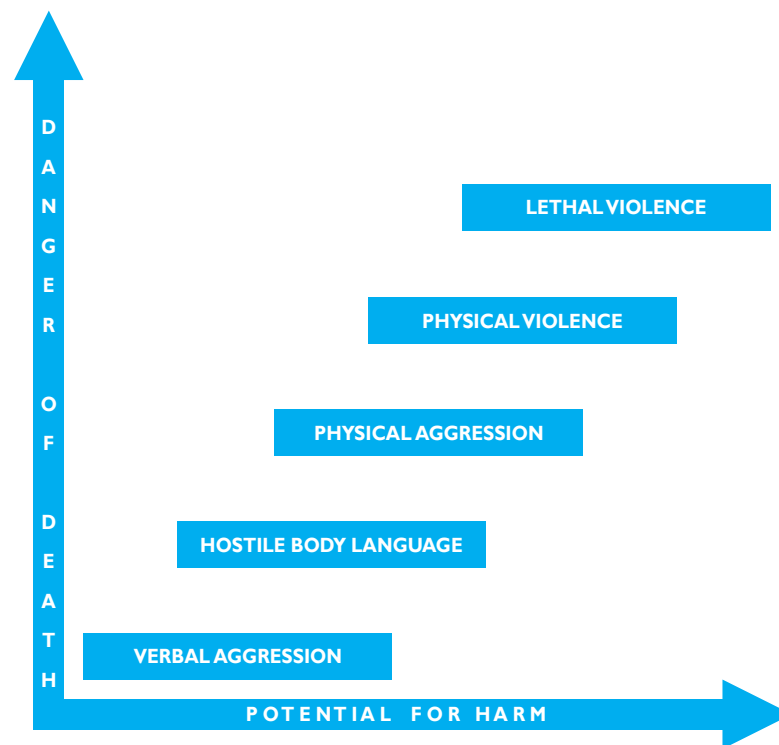 DANGER OF DEATH
LETHAL VIOLENCE
PHYSICAL VIOLENCE
PHYSICAL AGGRESSION
HOSTILE BODY LANGUAGE
VERBAL AGGRESSION
POTENTIAL FOR HARM